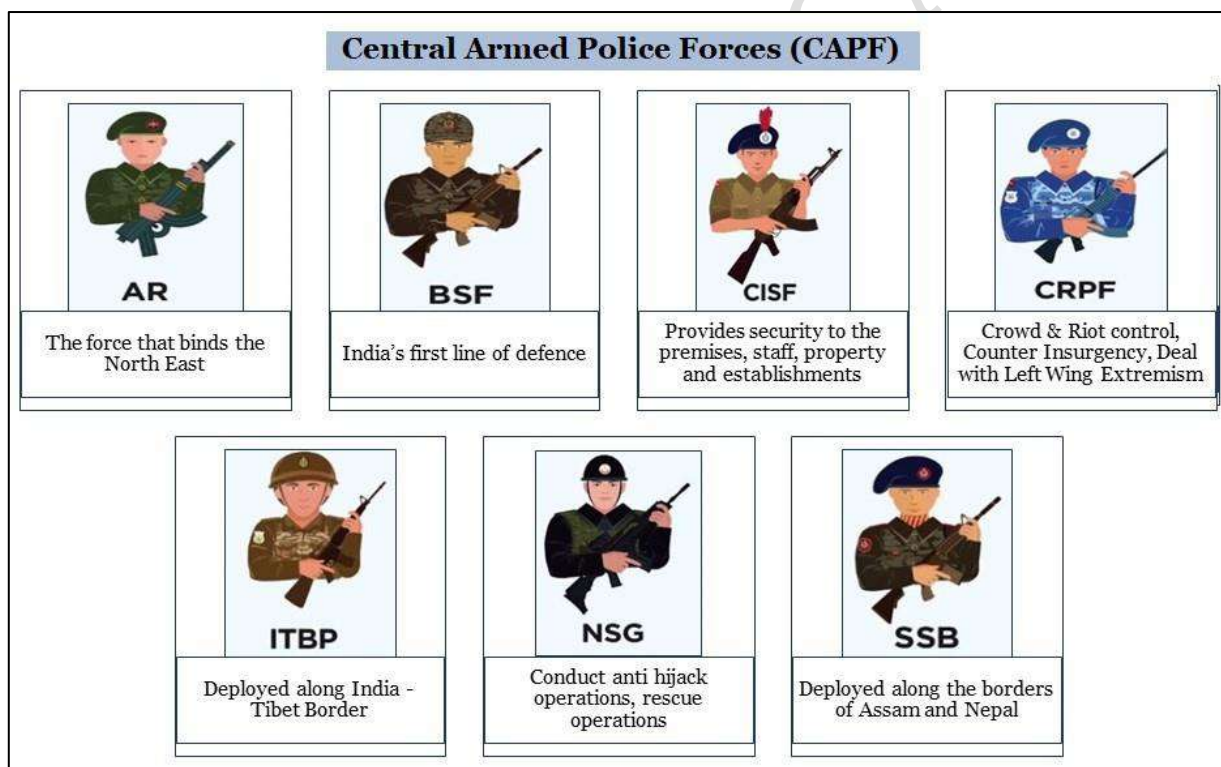 Central Armed Police Forces (CAPF)
AR
The force that binds the
North East
BSF
India's first line of defence
CISF
Provides security to the
premises, staff, property
and establishments
CRPF
Crowd & Riot control,
Counter Insurgency, Deal
with Left Wing Extremism
ITBP
Deployed along India -
Tibet Border
NSG
Conduct anti hijack
operations, rescue
operations
SSB
Deployed along the borders
of Assam and Nepal